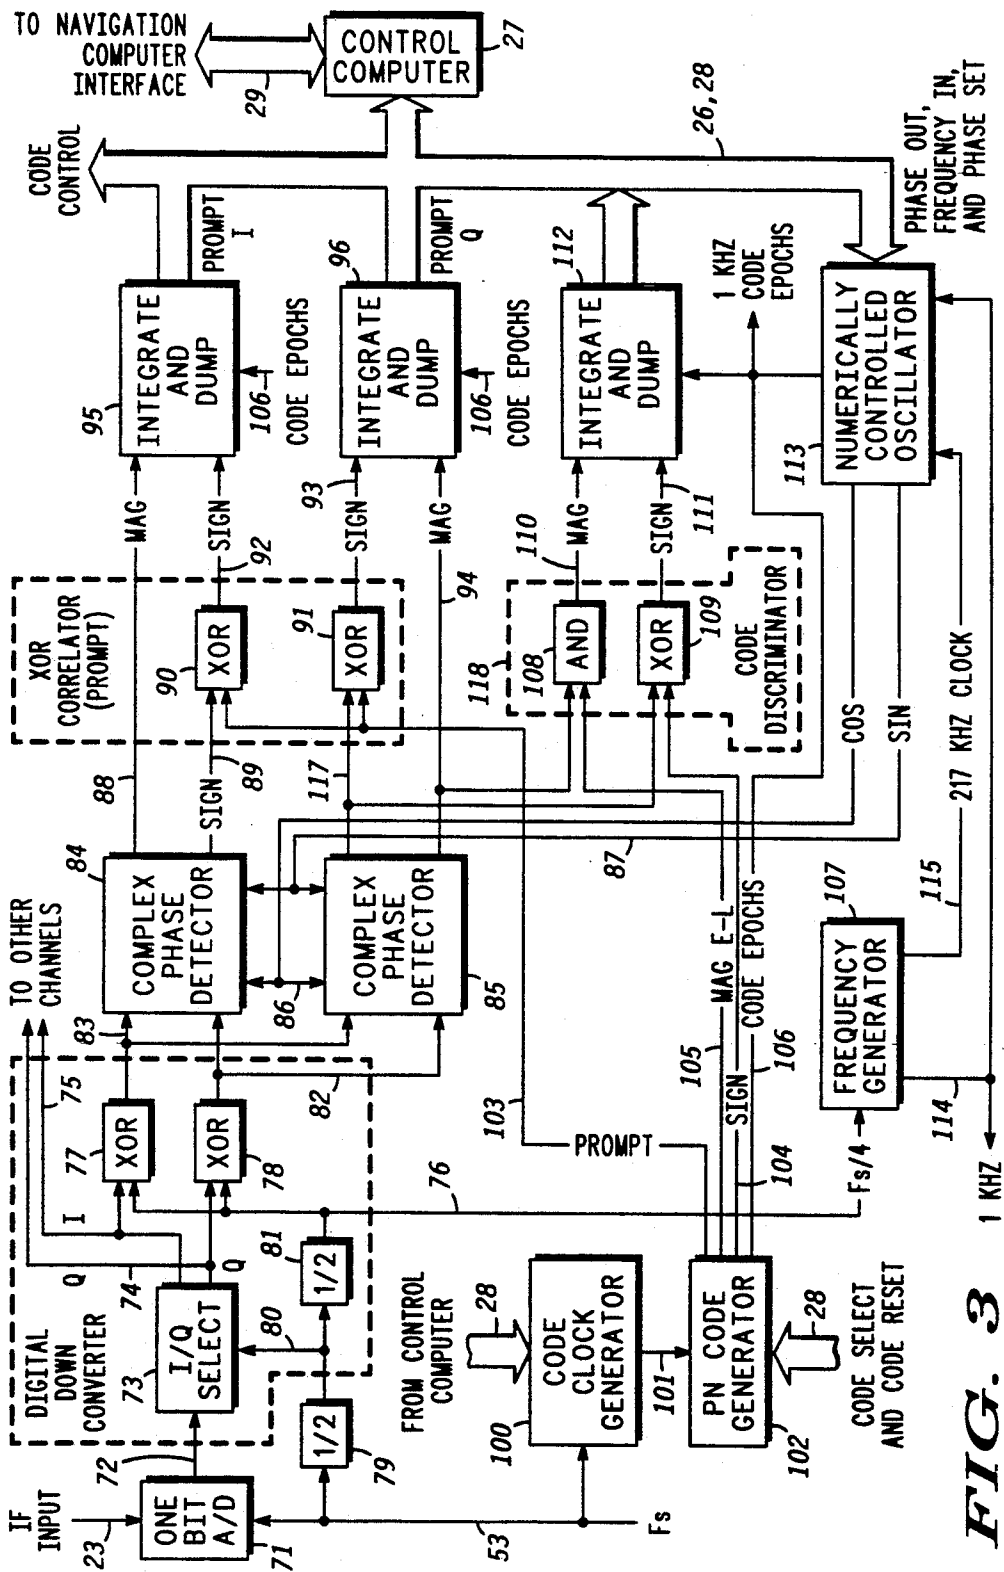 IF
INPUT
23
ONE
BIT
A/D
71
72
53
Fs
DIGITAL
DOWN
CONVERTER
73
I/Q
SELECT
74
Q
Q
I
75
TO OTHER
CHANNELS
77
XOR
XOR
78
79
1/2
80
81
1/2
76
82
83
84
COMPLEX
PHASE
DETECTOR
86
COMPLEX
PHASE
DETECTOR
85
87
88
SIGN
89
117
XOR
CORRELATOR
(PROMPT)
90
XOR
91
XOR
92
93
94
MAG
SIGN
SIGN
MAG
95
INTEGRATE
AND
DUMP
106
CODE EPOCHS
PROMPT
I
96
INTEGRATE
AND
DUMP
106
CODE EPOCHS
PROMPT
Q
CODE
CONTROL
TO NAVIGATION
COMPUTER
INTERFACE
29
CONTROL
COMPUTER
27
26,28
118
108
AND
XOR
109
CODE
DISCRIMINATOR
110
MAG
SIGN
111
112
INTEGRATE
AND
DUMP
1 KHZ
CODE
EPOCHS
PHASE OUT,
FREQUENCY IN,
AND PHASE SET
113
NUMERICALLY
CONTROLLED
OSCILLATOR
COS
SIN
217 KHZ CLOCK
115
FROM CONTROL
COMPUTER
28
100
CODE
CLOCK
GENERATOR
101
PN CODE
GENERATOR
102
28
CODE SELECT
AND CODE RESET
103
PROMPT
105
MAG E-L
SIGN
104
CODE EPOCHS
106
Fs/4
107
FREQUENCY
GENERATOR
114
1 KHZ
FIG. 3